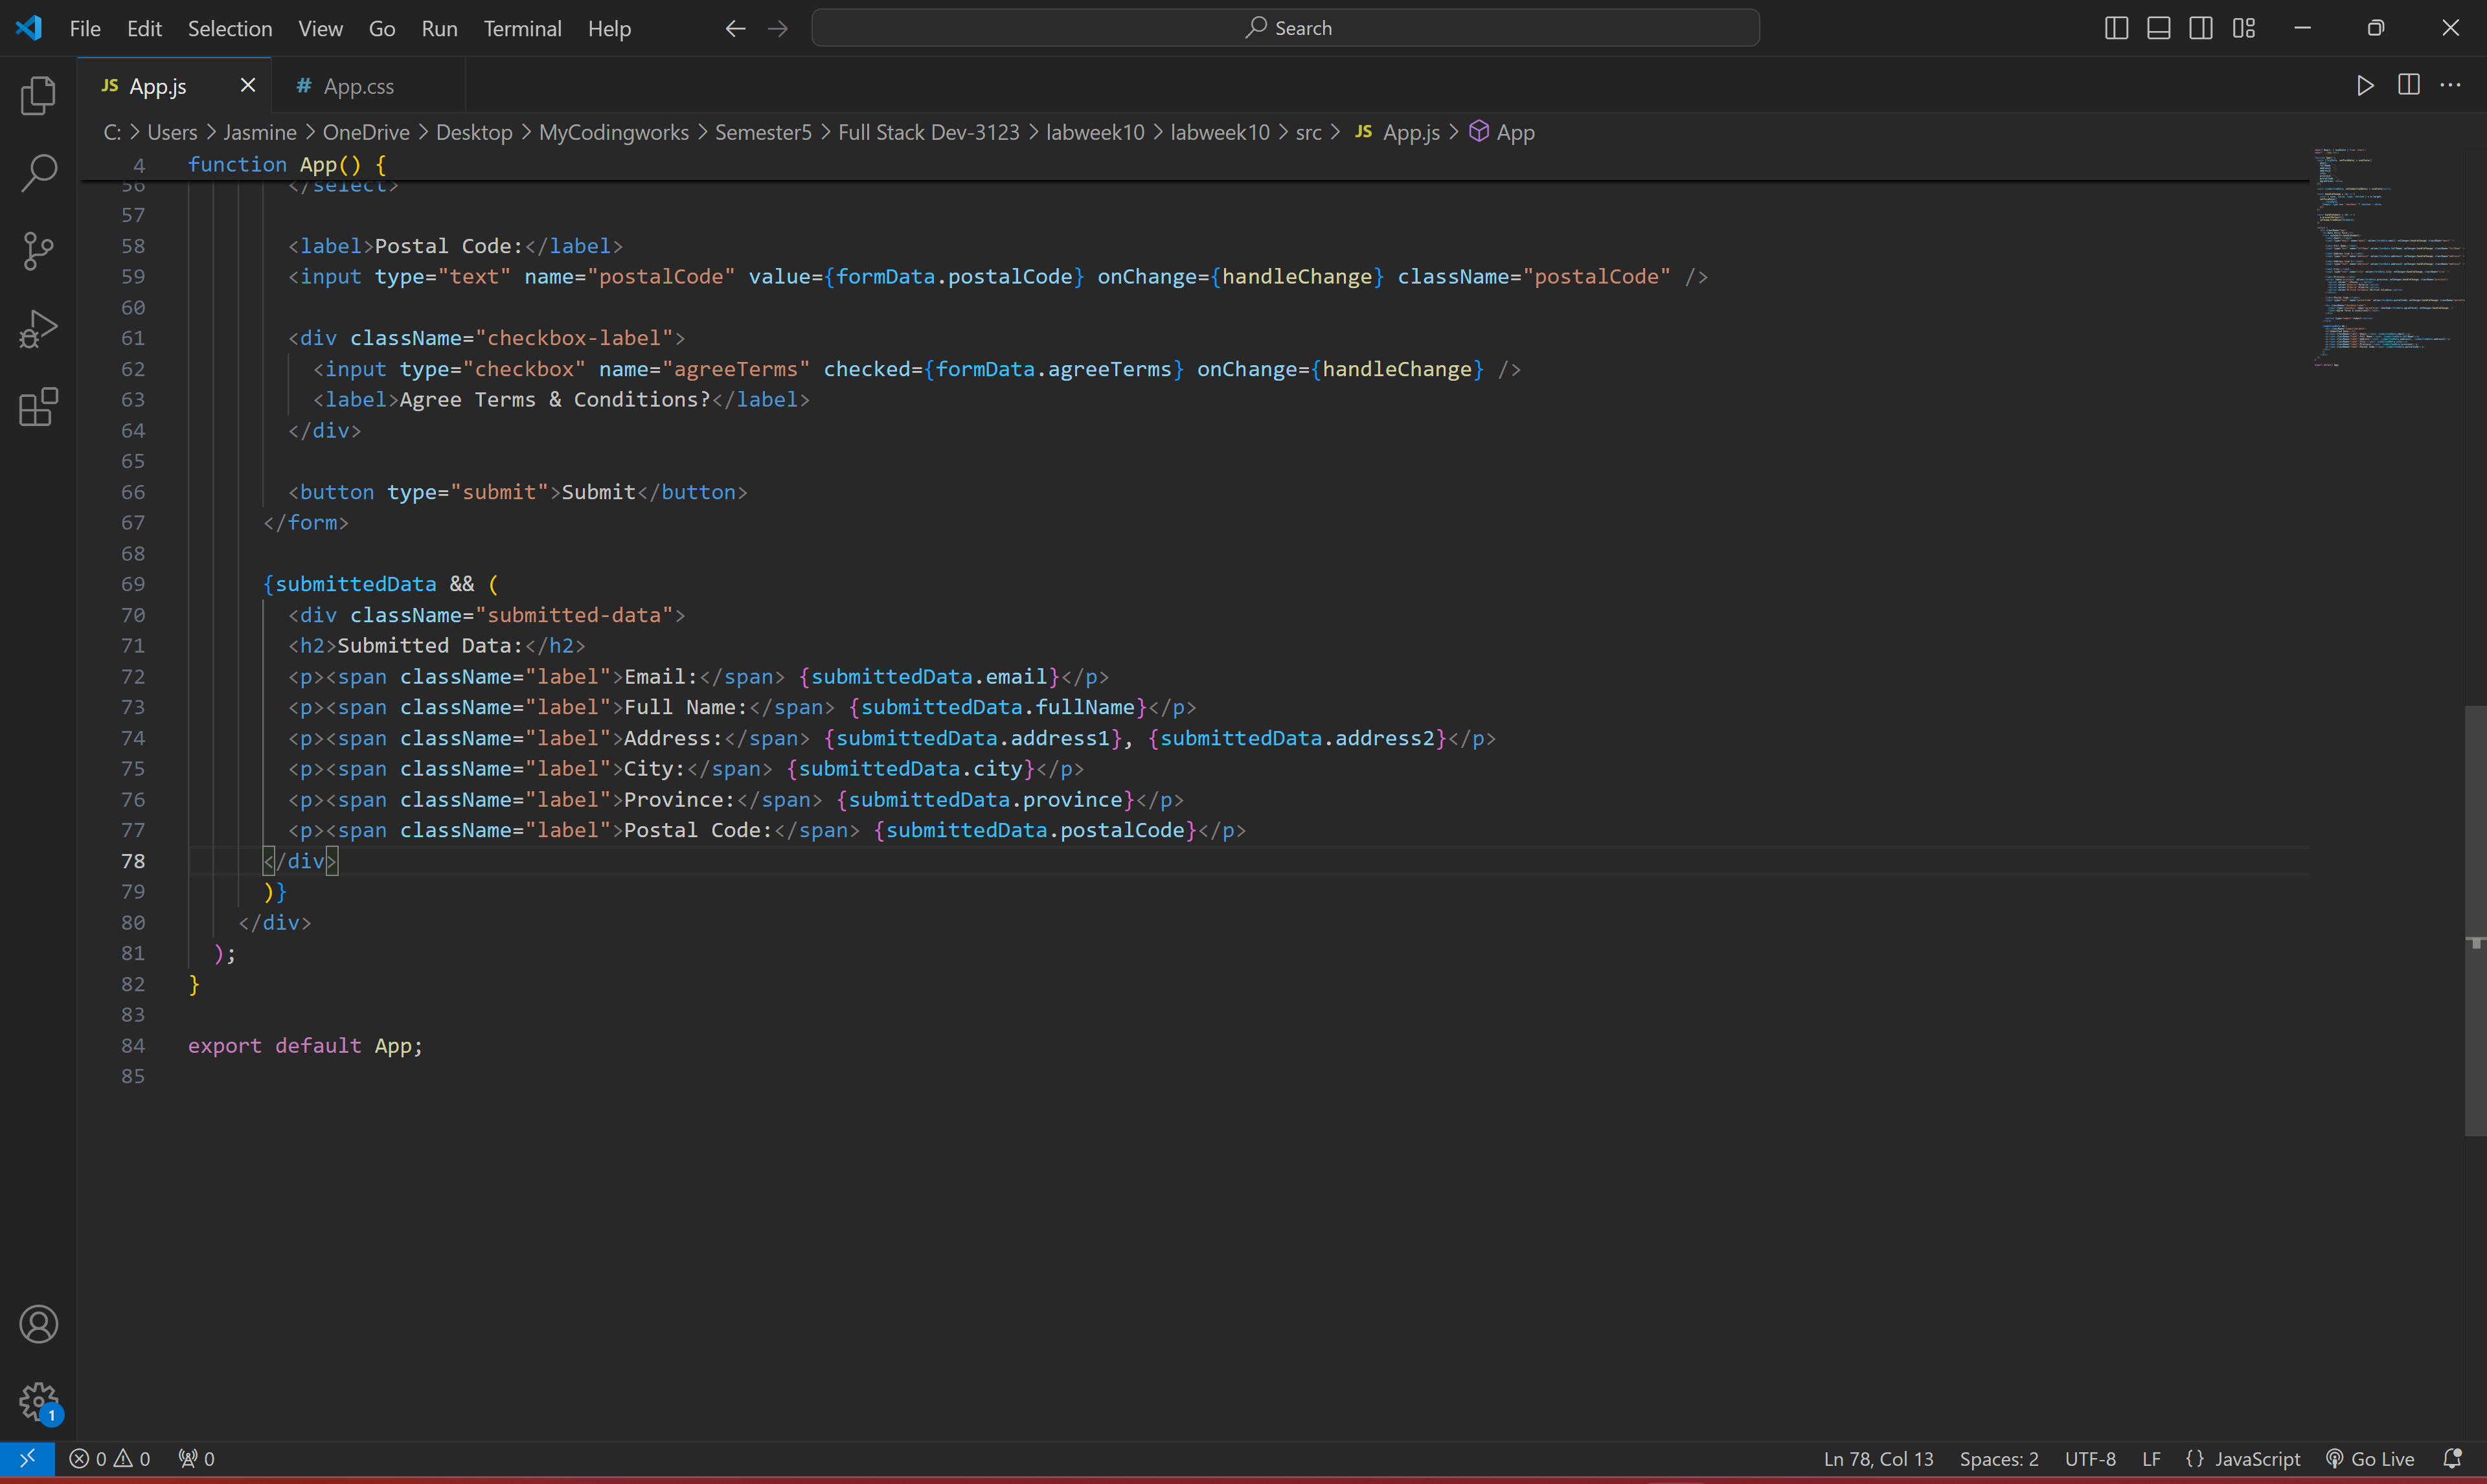 File Edit Selection View Go Run Terminal Help Search
JS App.js # App.css
C: > Users > Jasmine > OneDrive > Desktop > MyCodingworks > Semester5 > Full Stack Dev-3123 > labweek10 > labweek10 > src > JS App.js > App
4 function App() {
56 </select>
57
58 <label>Postal Code:</label>
59 <input type="text" name="postalCode" value={formData.postalCode} onChange={handleChange} className="postalCode" />
60
61 <div className="checkbox-label">
62 <input type="checkbox" name="agreeTerms" checked={formData.agreeTerms} onChange={handleChange} />
63 <label>Agree Terms & Conditions?</label>
64 </div>
65
66 <button type="submit">Submit</button>
67 </form>
68
69 {submittedData && (
70 <div className="submitted-data">
71 <h2>Submitted Data:</h2>
72 <p><span className="label">Email:</span> {submittedData.email}</p>
73 <p><span className="label">Full Name:</span> {submittedData.fullName}</p>
74 <p><span className="label">Address:</span> {submittedData.address1}, {submittedData.address2}</p>
75 <p><span className="label">City:</span> {submittedData.city}</p>
76 <p><span className="label">Province:</span> {submittedData.province}</p>
77 <p><span className="label">Postal Code:</span> {submittedData.postalCode}</p>
78 </div>
79 )}
80 </div>
81 );
82 }
83
84 export default App;
85
1
0 0 0 Ln 78, Col 13 Spaces: 2 UTF-8 LF {} JavaScript Go Live